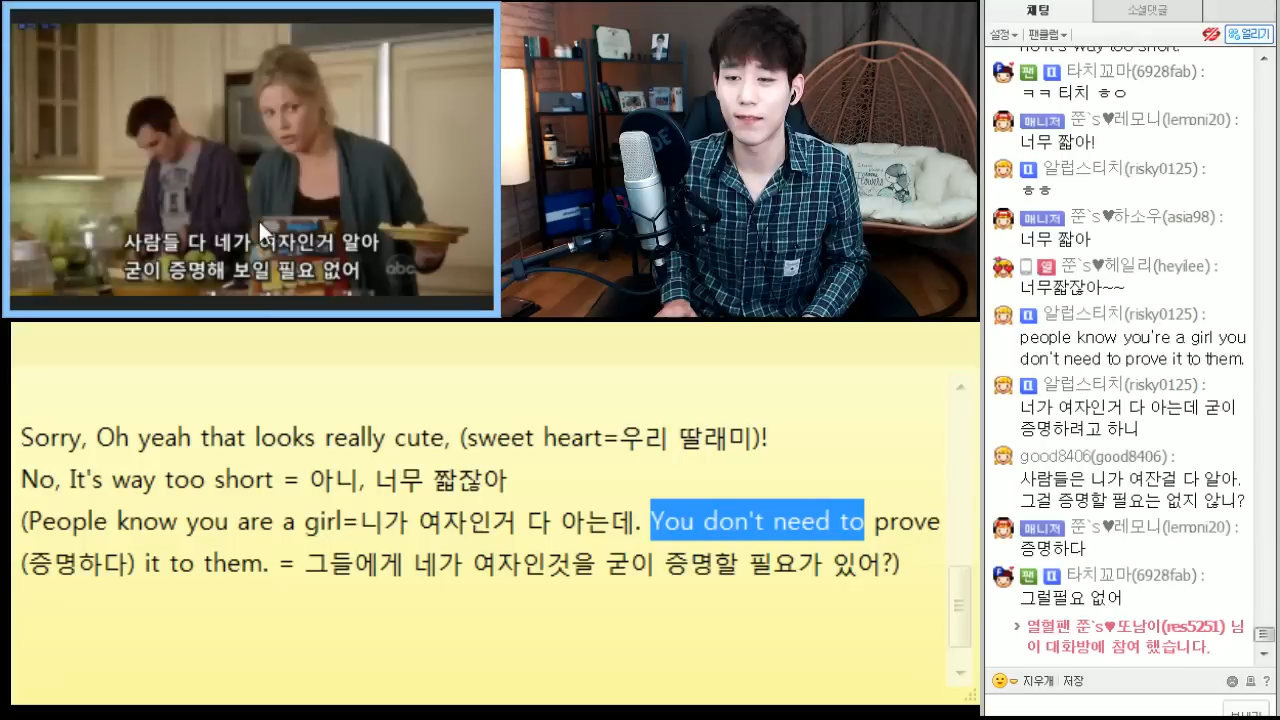 사람들 다 네가 여자인거 알아
굳이 증명해 보일 필요 없어
abc
Sorry, Oh yeah that looks really cute, (sweet heart=우리 딸래미)!
No, It's way too short = 아니, 너무 짧잖아
(People know you are a girl=니가 여자인거 다 아는데. You don't need to prove
(증명하다) it to them. = 그들에게 네가 여자인것을 굳이 증명할 필요가 있어?)
채팅
소셜댓글
설정
팬클럽
얼리기
no it's way too short.
팬 타치꼬마(6928fab) :
ㅋㅋ 티치 ㅎㅇ
매니저 쭌`s♥레모니(lemoni20) :
너무 짧아!
알럽스티치(risky0125) :
ㅎㅎ
매니저 쭌`s♥하소우(asia98) :
너무 짧아
열 쭌`s♥헤일리(heyilee) :
너무짧잖아~~
알럽스티치(risky0125) :
people know you're a girl you
don't need to prove it to them.
알럽스티치(risky0125) :
너가 여자인거 다 아는데 굳이
증명하려고 하니
good8406(good8406) :
사람들은 니가 여잔걸 다 알아.
그걸 증명할 필요는 없지 않니?
매니저 쭌`s♥레모니(lemoni20) :
증명하다
팬 타치꼬마(6928fab) :
그럴필요 없어
열혈팬 쭌`s♥또남이(res5251) 님
이 대화방에 참여 했습니다.
지우개 저장